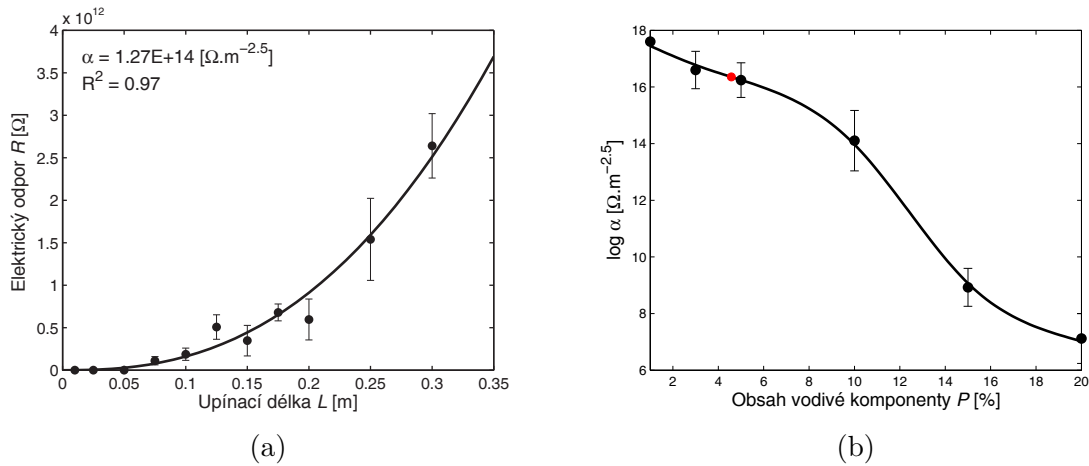 x 10^12
α = 1.27E+14 [Ω.m^−2.5]
R^2 = 0.97
4
3.5
3
2.5
2
1.5
1
0.5
0
Elektrický odpor R [Ω]
0 0.05 0.1 0.15 0.2 0.25 0.3 0.35
Upínací délka L [m]
(a)
18
16
14
12
10
8
6
log α [Ω.m^−2.5]
2 4 6 8 10 12 14 16 18 20
Obsah vodivé komponenty P [%]
(b)